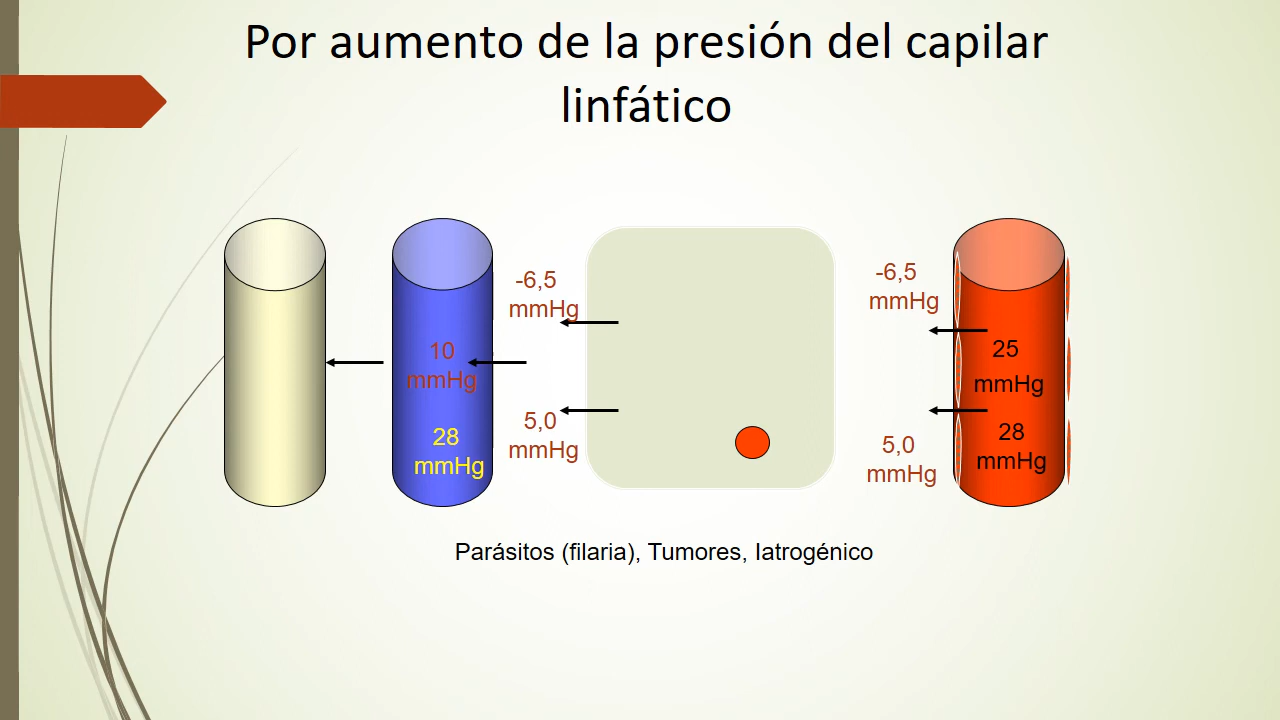 Por aumento de la presión del capilar
linfático
-6,5
mmHg
10
mmHg
5,0
mmHg
28
mmHg
-6,5
mmHg
25
mmHg
5,0
mmHg
28
mmHg
Parásitos (filaria), Tumores, Iatrogénico